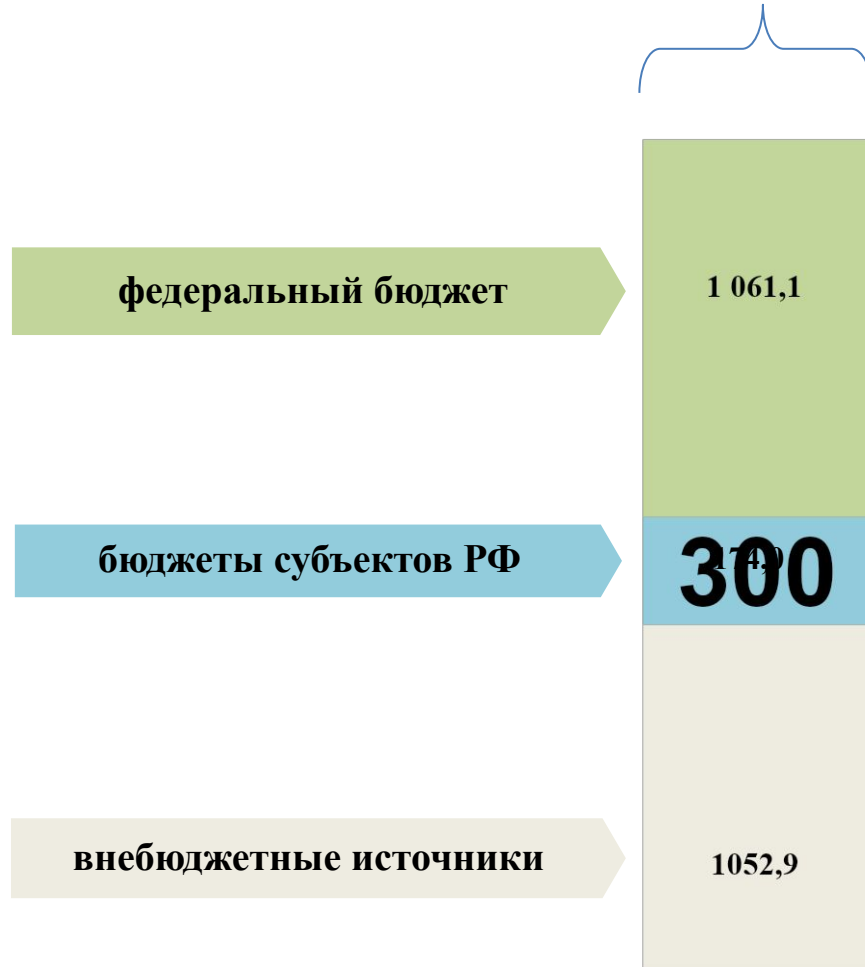 федеральный бюджет
1 061,1
бюджеты субъектов РФ
300
внебюджетные источники
1052,9